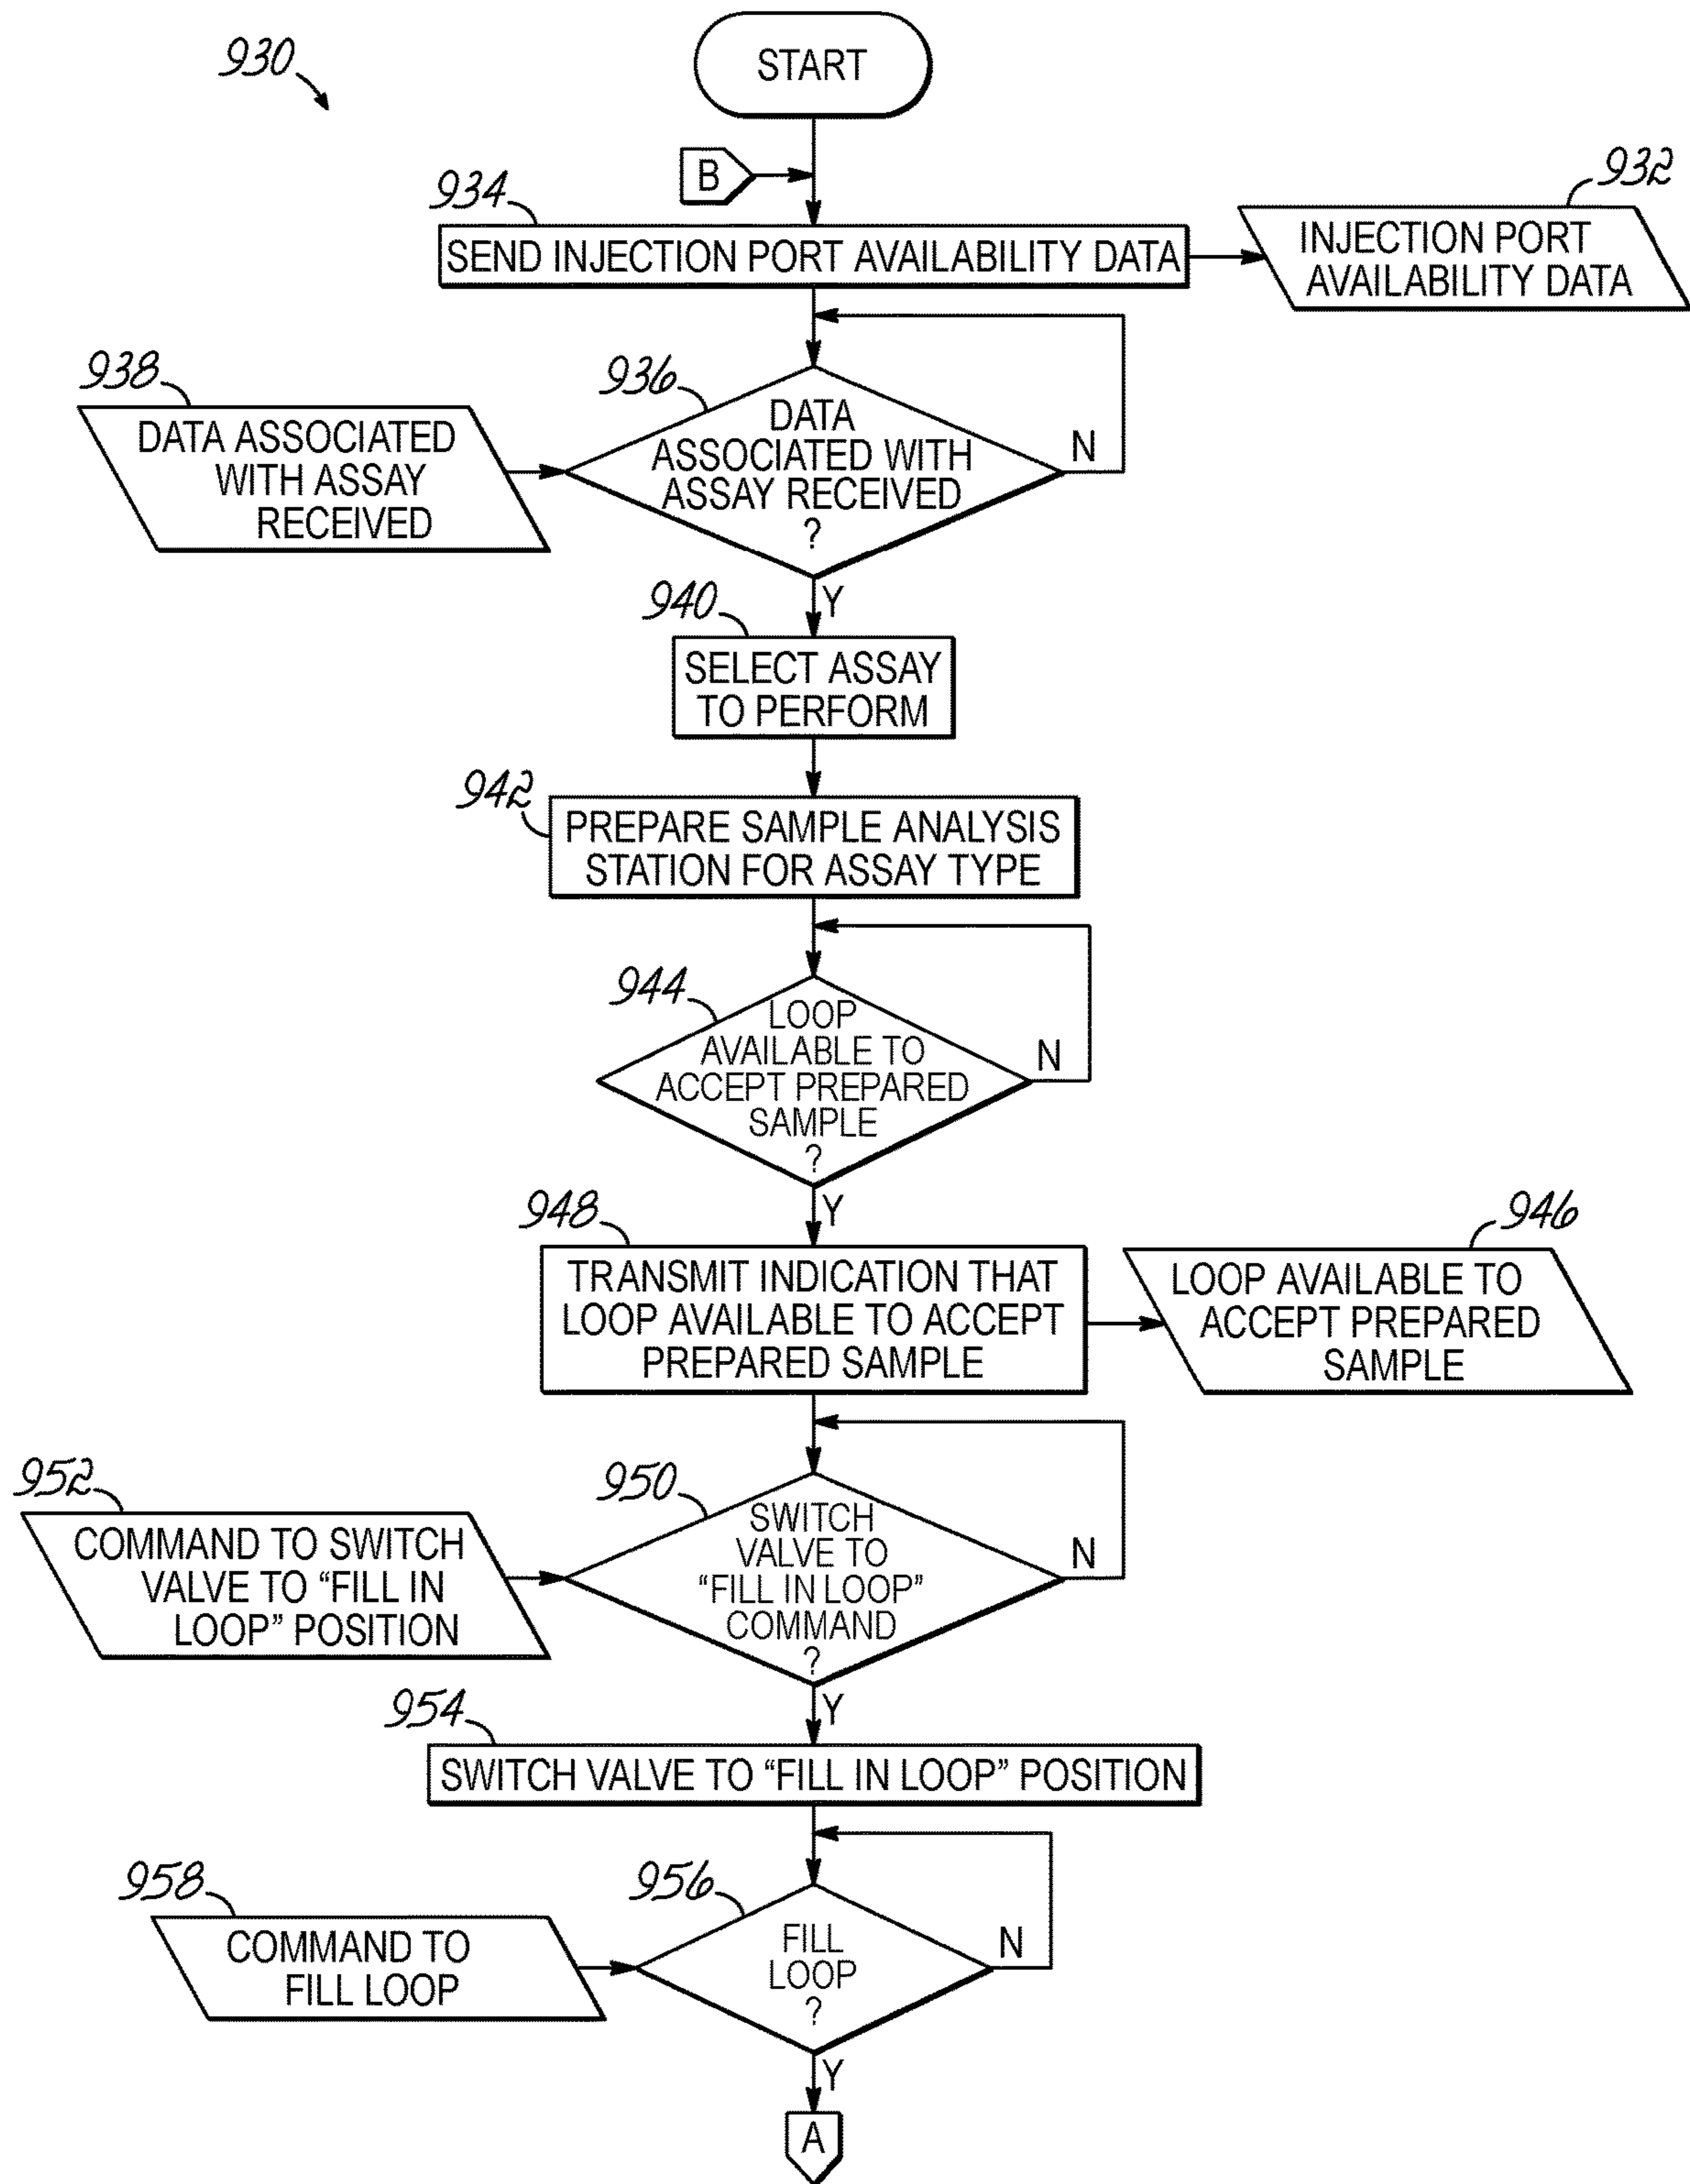 930
START
B
934
932
SEND INJECTION PORT AVAILABILITY DATA
INJECTION PORT
AVAILABILITY DATA
938
936
DATA ASSOCIATED
WITH ASSAY
RECEIVED
DATA
ASSOCIATED WITH
ASSAY RECEIVED
?
N
Y
940
SELECT ASSAY
TO PERFORM
942
PREPARE SAMPLE ANALYSIS
STATION FOR ASSAY TYPE
944
LOOP
AVAILABLE TO
ACCEPT PREPARED
SAMPLE
?
N
Y
948
946
TRANSMIT INDICATION THAT
LOOP AVAILABLE TO ACCEPT
PREPARED SAMPLE
LOOP AVAILABLE TO
ACCEPT PREPARED
SAMPLE
952
950
COMMAND TO SWITCH
VALVE TO “FILL IN
LOOP” POSITION
SWITCH
VALVE TO
“FILL IN LOOP”
COMMAND
?
N
Y
954
SWITCH VALVE TO “FILL IN LOOP” POSITION
958
956
COMMAND TO
FILL LOOP
FILL
LOOP
?
N
Y
A